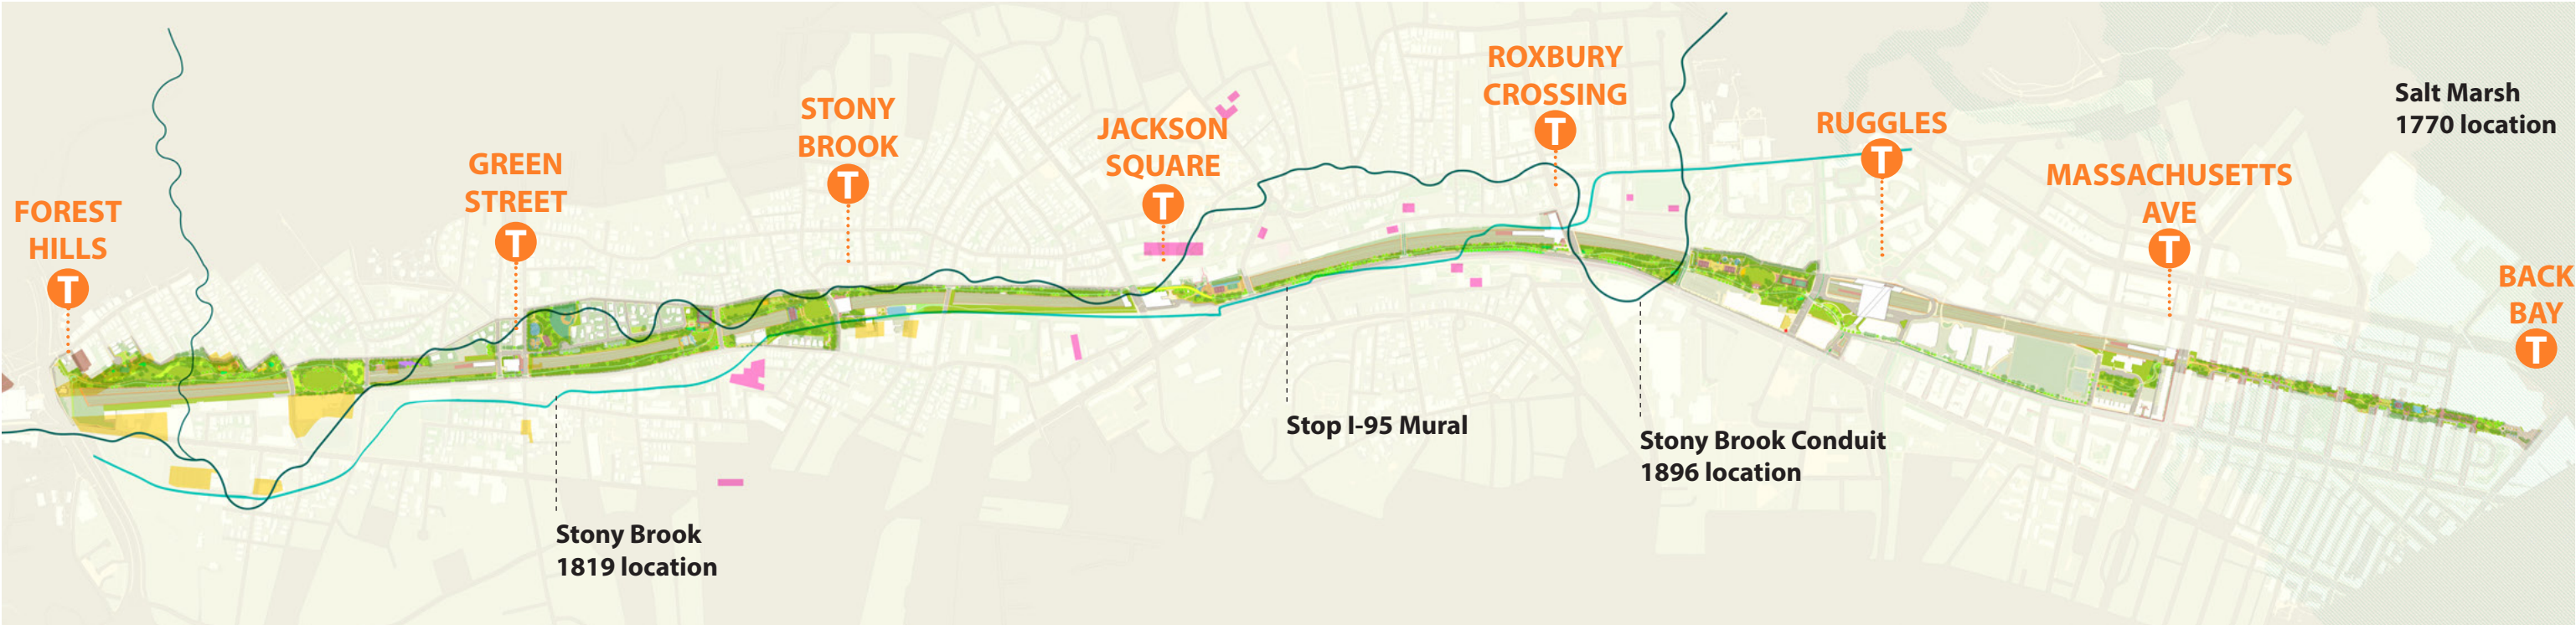 FOREST
HILLS
T
GREEN
STREET
T
STONY
BROOK
T
JACKSON
SQUARE
T
ROXBURY
CROSSING
T
RUGGLES
T
MASSACHUSETTS
AVE
T
BACK
BAY
T
Salt Marsh
1770 location
Stop I-95 Mural
Stony Brook Conduit
1896 location
Stony Brook
1819 location